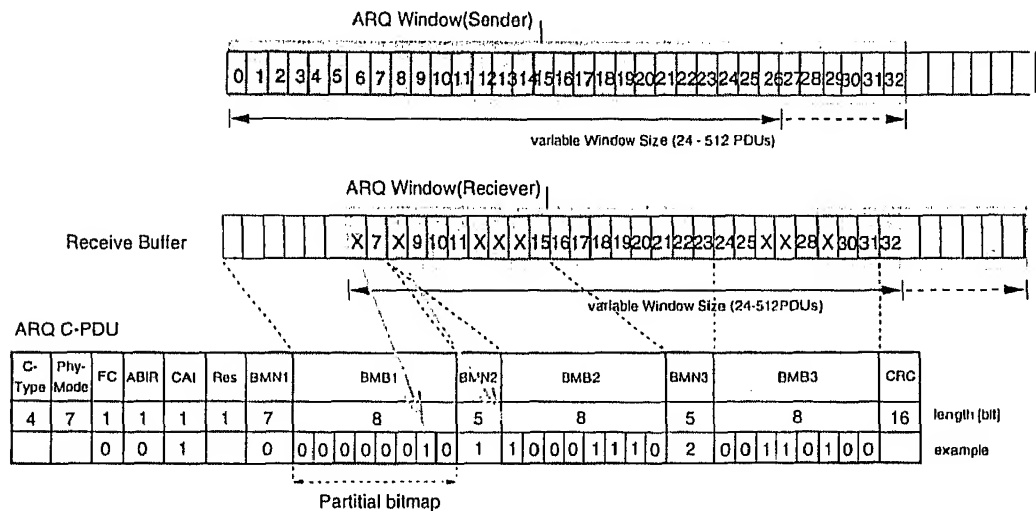 ARQ Window(Sender)
0 1 2 3 4 5 6 7 8 9 10 11 12 13 14 15 16 17 18 19 20 21 22 23 24 25 26 27 28 29 30 31 32
variable Window Size (24 - 512 PDUs)
ARQ Window(Reciever)
Receive Buffer
X 7 X 9 10 11 X X X 15 16 17 18 19 20 21 22 23 24 25 X X 28 X 30 31 32
variable Window Size (24-512PDUs)
ARQ C-PDU
C-Type Phy-Mode FC ABIR CAI Res BMN1 BMB1 BMN2 BMB2 BMN3 BMB3 CRC
4 7 1 1 1 1 7 8 5 8 5 8 16 length [bit]
0 0 1 0 0 0 0 0 0 0 1 0 1 1 0 0 0 1 1 1 0 2 0 0 1 1 0 1 0 0 example
Partitial bitmap